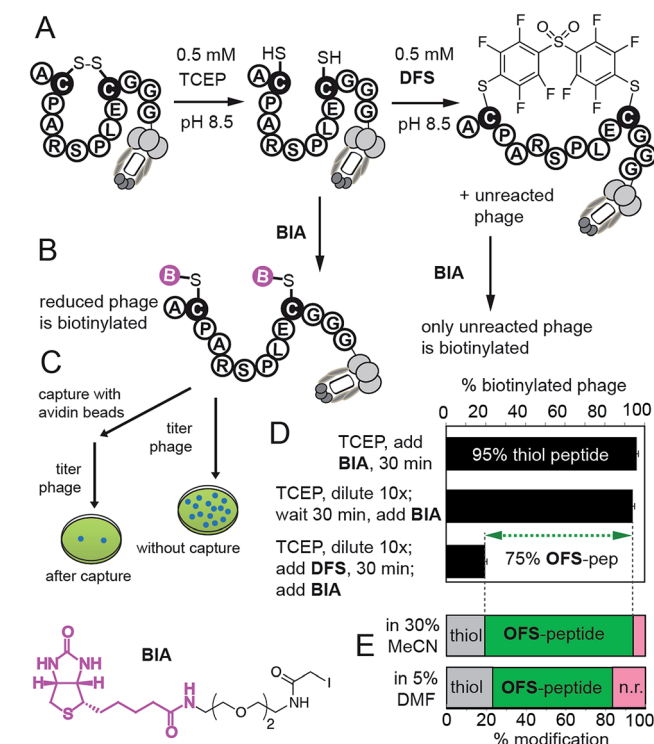 A
S-S
A C C G G G
P A R S P L E
0.5 mM
TCEP
pH 8.5
HS SH
A C C G G G
P A R S P L E
0.5 mM
DFS
pH 8.5
F F O O F F
S
F F F F
S S
A C P A R S P L E C G G G
+ unreacted
phage
BIA
only unreacted phage
is biotinylated
BIA
B
B S B S
reduced phage
is biotinylated
A C P A R S P L E C G G G
C
capture with
avidin beads
titer
phage
titer
phage
after capture
without capture
D
% biotinylated phage
0 20 40 60 80 100
TCEP, add
BIA, 30 min
95% thiol peptide
TCEP, dilute 10x;
wait 30 min, add BIA
TCEP, dilute 10x;
add DFS, 30 min;
add BIA
75% OFS-pep
E
in 30%
MeCN
thiol OFS-peptide
in 5%
DMF
thiol OFS-peptide n.r.
0 20 40 60 80 100
% modification
BIA
O
HN NH
H H
S
O
H
N
O
2
NH
O
I